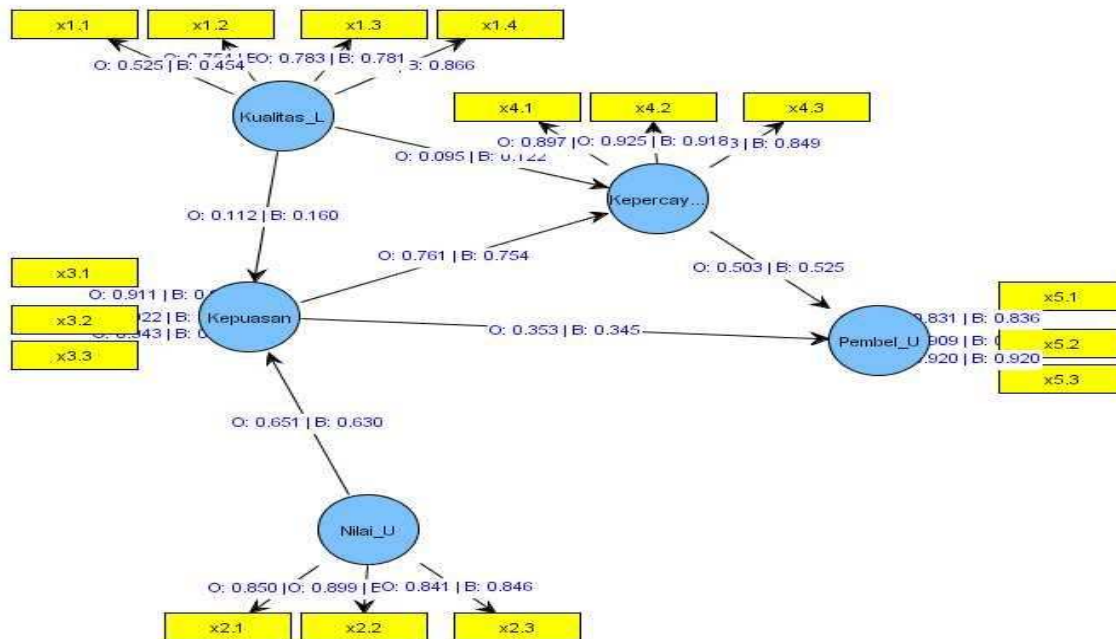 x1.1
x1.2
x1.3
x1.4
O: 0.525 | B: 0.454
O: 0.783 | B: 0.781
0.866
Kualitas_L
x4.1
x4.2
x4.3
O: 0.897
O: 0.925 | B: 0.918
B: 0.849
O: 0.095 | B: 0.122
Kepercay...
O: 0.112 | B: 0.160
O: 0.761 | B: 0.754
O: 0.503 | B: 0.525
x3.1
x3.2
x3.3
O: 0.911 | B:
Kepuasan
O: 0.353 | B: 0.345
Pembel_U
x5.1
x5.2
x5.3
0.831 | B: 0.836
.909 | B:
.920 | B: 0.920
O: 0.651 | B: 0.630
Nilai_U
O: 0.850
O: 0.899
O: 0.841 | B: 0.846
x2.1
x2.2
x2.3